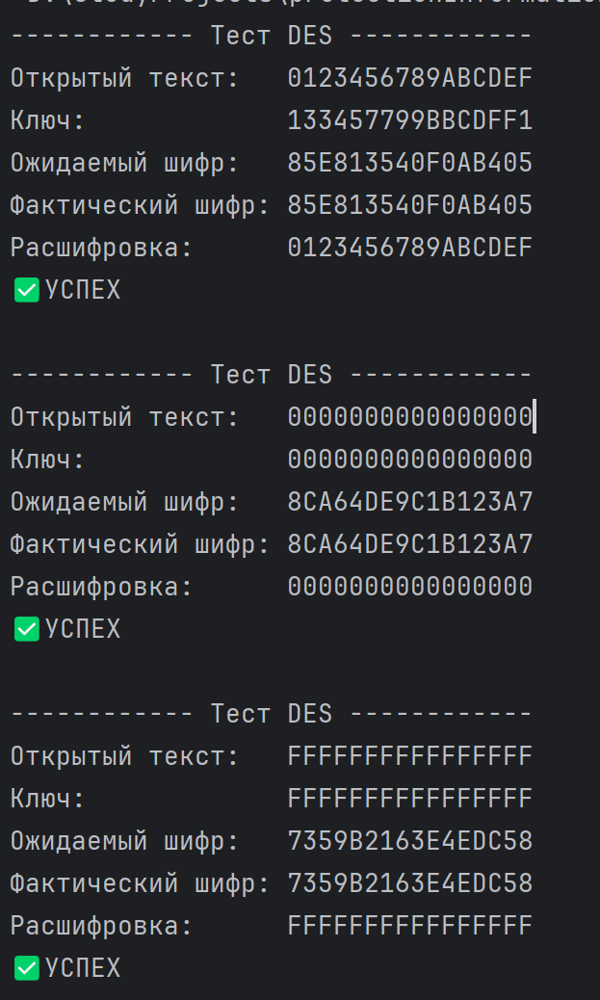 ------------ Тест DES ------------
Открытый текст:   0123456789ABCDEF
Ключ:             133457799BBCDFF1
Ожидаемый шифр:   85E813540F0AB405
Фактический шифр: 85E813540F0AB405
Расшифровка:      0123456789ABCDEF
✅УСПЕХ
------------ Тест DES ------------
Открытый текст:   0000000000000000
Ключ:             0000000000000000
Ожидаемый шифр:   8CA64DE9C1B123A7
Фактический шифр: 8CA64DE9C1B123A7
Расшифровка:      0000000000000000
✅УСПЕХ
------------ Тест DES ------------
Открытый текст:   FFFFFFFFFFFFFFFF
Ключ:             FFFFFFFFFFFFFFFF
Ожидаемый шифр:   7359B2163E4EDC58
Фактический шифр: 7359B2163E4EDC58
Расшифровка:      FFFFFFFFFFFFFFFF
✅УСПЕХ